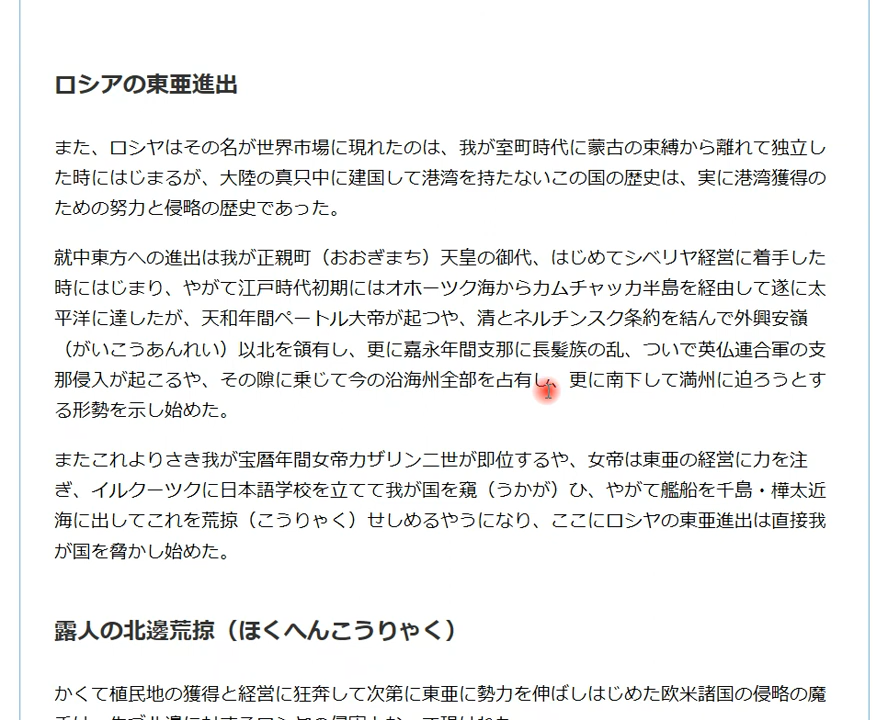 ロシアの東亜進出
また、ロシヤはその名が世界市場に現れたのは、我が室町時代に蒙古の束縛から離れて独立し
た時にはじまるが、大陸の真只中に建国して港湾を持たないこの国の歴史は、実に港湾獲得の
ための努力と侵略の歴史であった。
就中東方への進出は我が正親町（おおぎまち）天皇の御代、はじめてシベリヤ経営に着手した
時にはじまり、やがて江戸時代初期にはオホーツク海からカムチャッカ半島を経由して遂に太
平洋に達したが、天和年間ペートル大帝が起つや、清とネルチンスク条約を結んで外興安嶺
（がいこうあんれい）以北を領有し、更に嘉永年間支那に長髪族の乱、ついで英仏連合軍の支
那侵入が起こるや、その隙に乗じて今の沿海州全部を占有し、更に南下して満州に迫ろうとす
る形勢を示し始めた。
またこれよりさき我が宝暦年間女帝カザリン二世が即位するや、女帝は東亜の経営に力を注
ぎ、イルクーツクに日本語学校を立てて我が国を窺（うかが）ひ、やがて艦船を千島・樺太近
海に出してこれを荒掠（こうりゃく）せしめるやうになり、ここにロシヤの東亜進出は直接我
が国を脅かし始めた。
露人の北邊荒掠（ほくへんこうりゃく）
かくて植民地の獲得と経営に狂奔して次第に東亜に勢力を伸ばしはじめた欧米諸国の侵略の魔